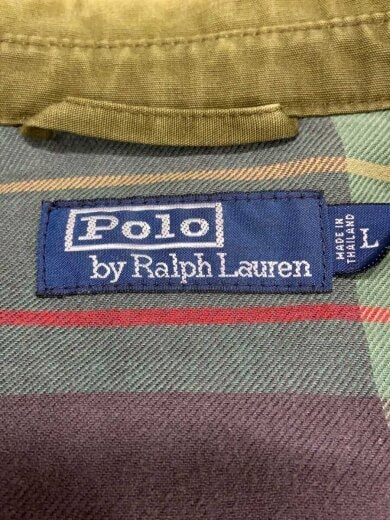 Polo
by Ralph Lauren
MADE IN
THAILAND
L